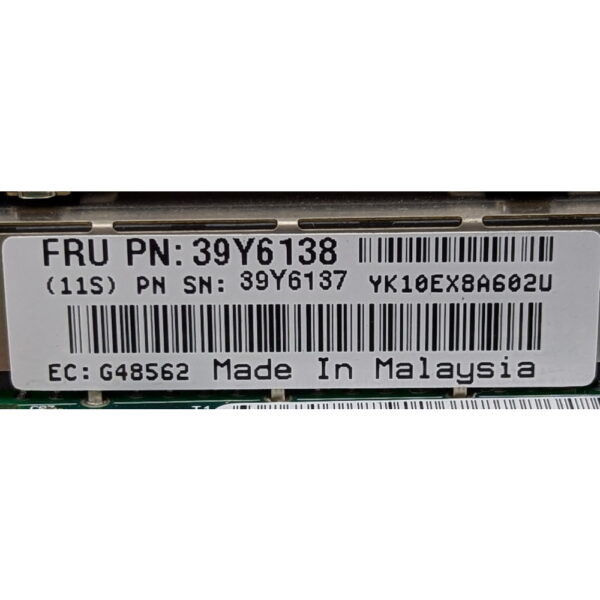 FRU PN: 39Y6138
(11S) PN SN: 39Y6137 YK10EX8A602U
EC: G48562 Made In Malaysia